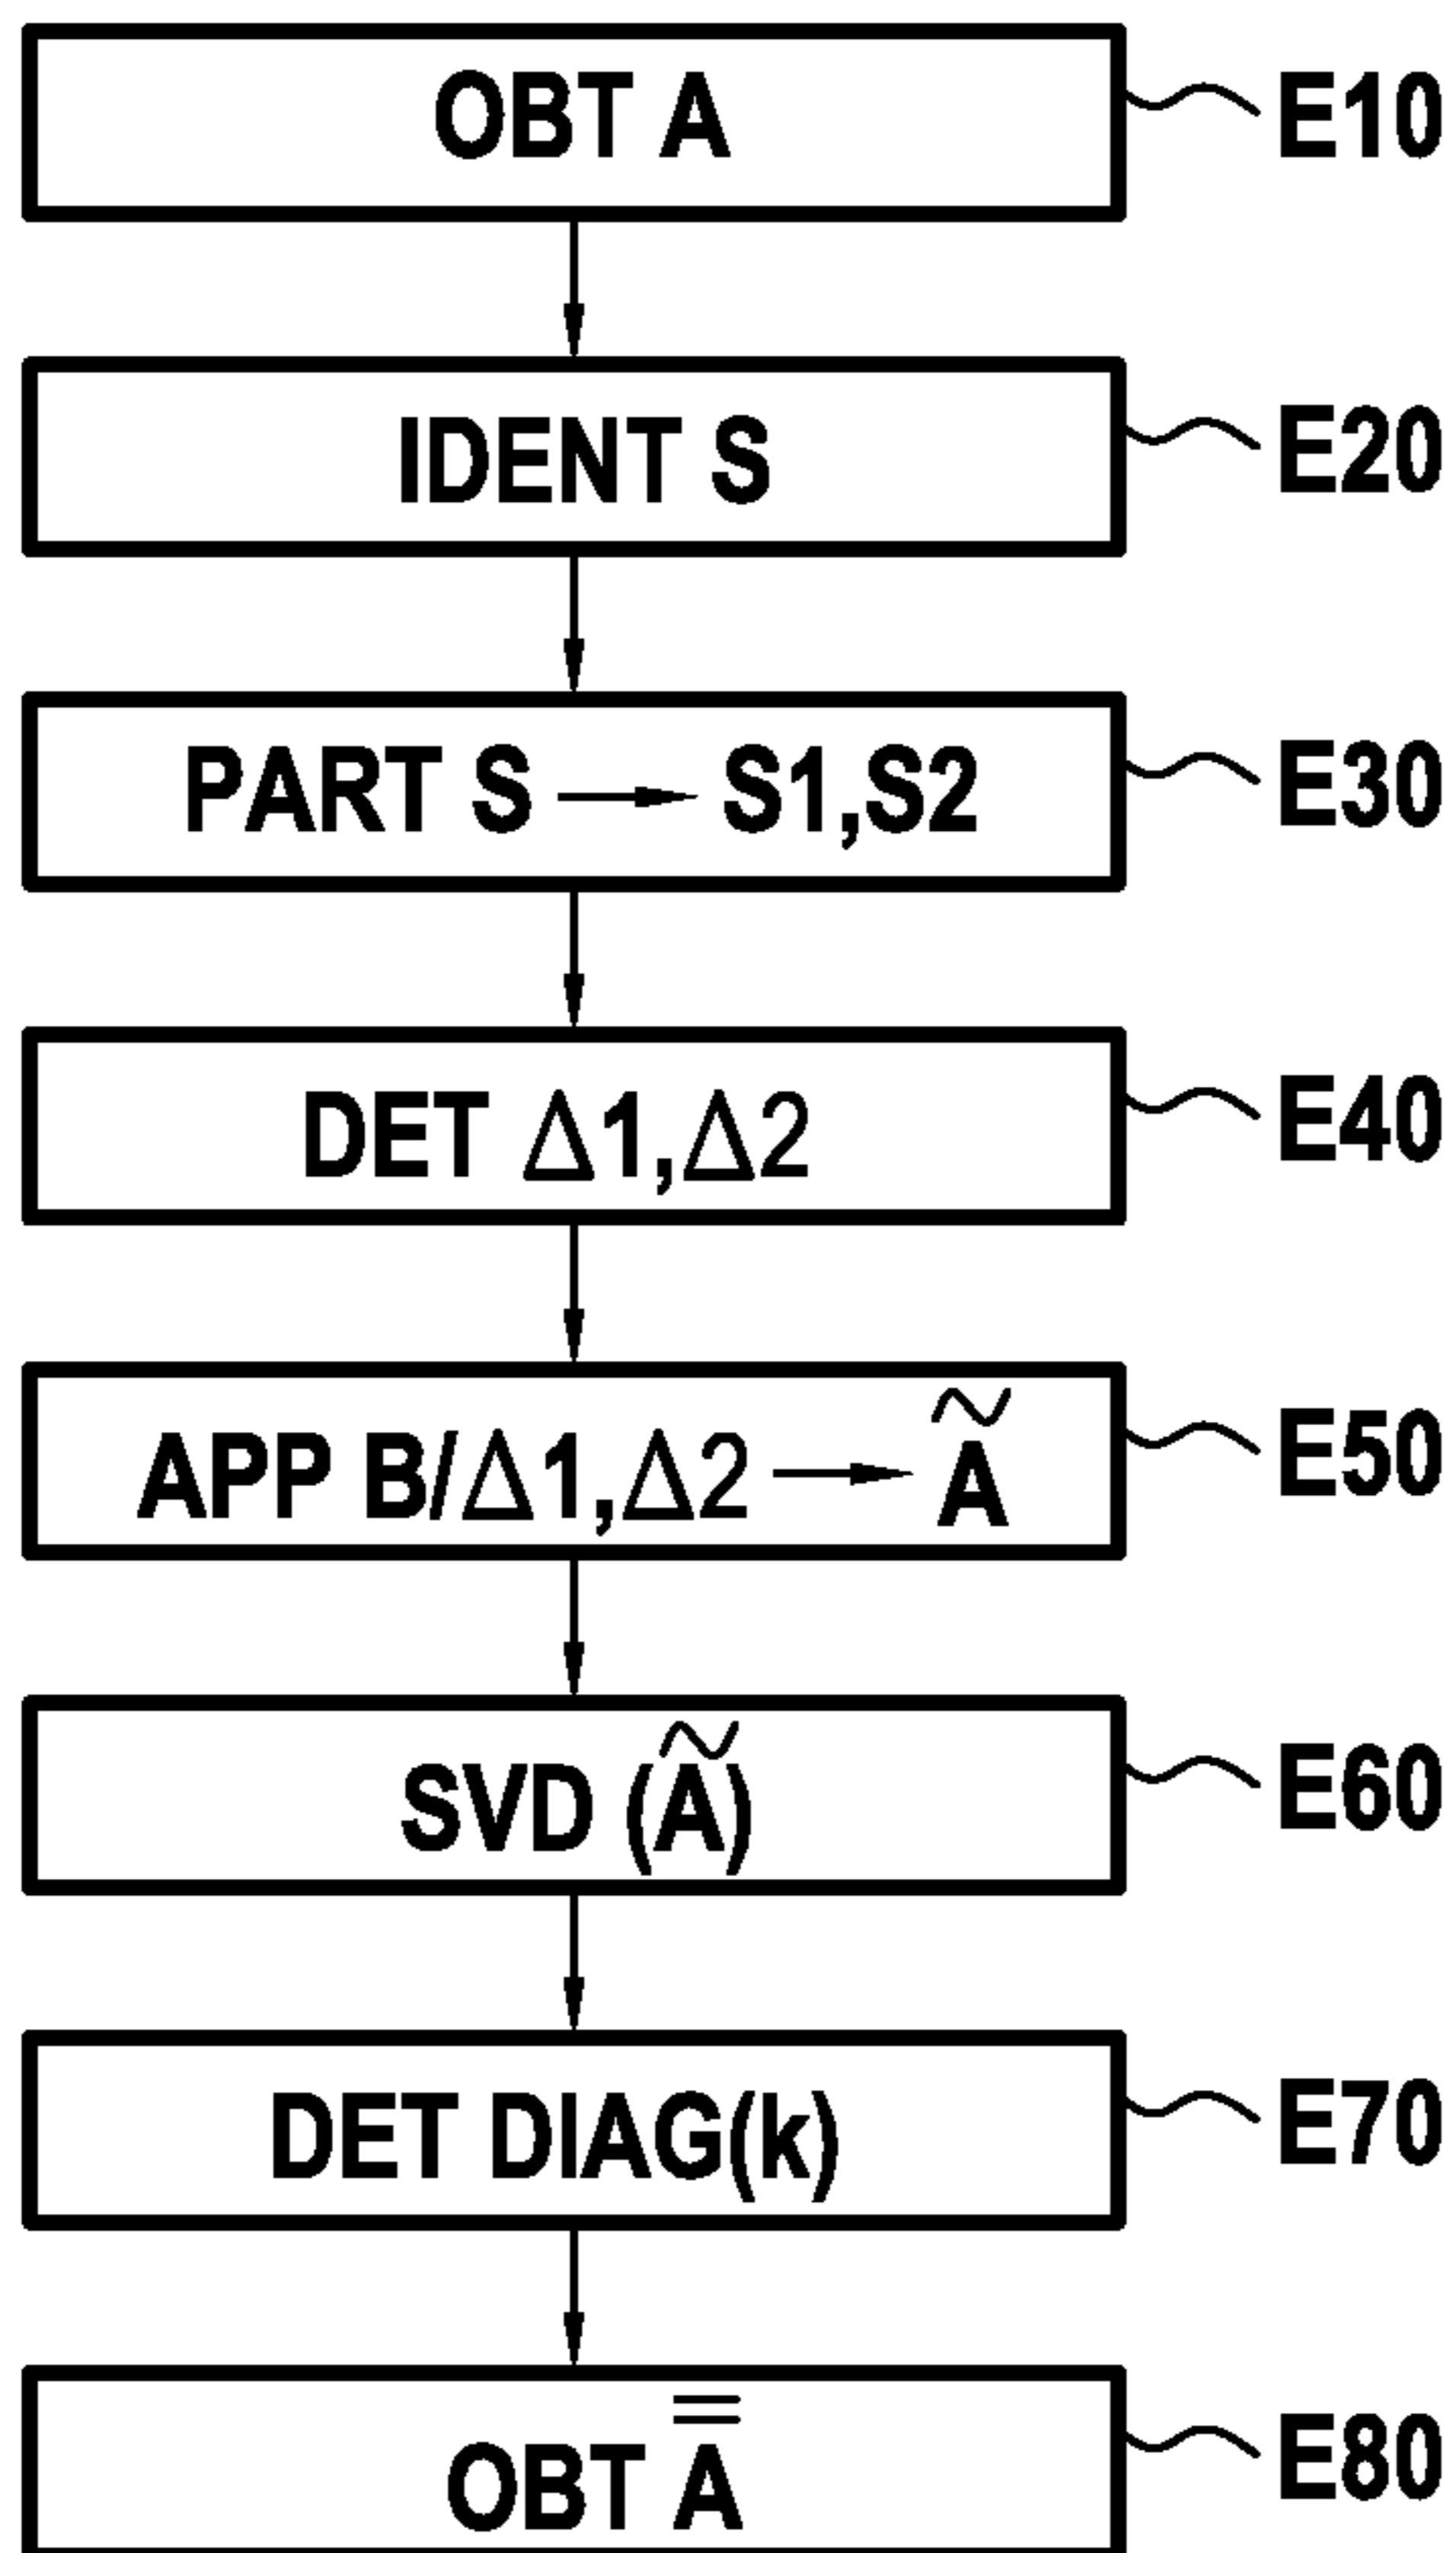 OBT A E10
IDENT S E20
PART S → S1,S2 E30
DET Δ1,Δ2 E40
APP B/Δ1,Δ2 → Ã E50
SVD (Ã) E60
DET DIAG(k) E70
OBT A̿ E80